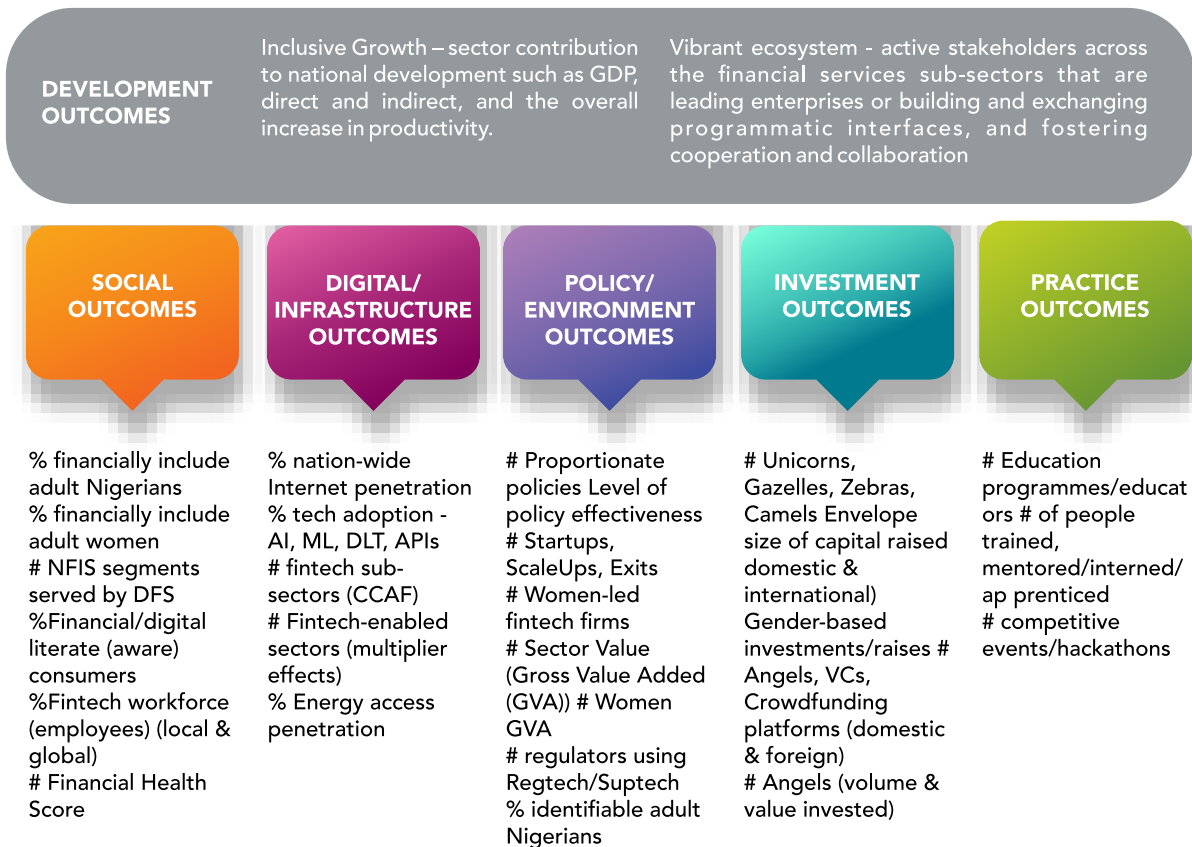 DEVELOPMENT
OUTCOMES
Inclusive Growth – sector contribution
to national development such as GDP,
direct and indirect, and the overall
increase in productivity.
Vibrant ecosystem - active stakeholders across
the financial services sub-sectors that are
leading enterprises or building and exchanging
programmatic interfaces, and fostering
cooperation and collaboration
SOCIAL
OUTCOMES
% financially include
adult Nigerians
% financially include
adult women
# NFIS segments
served by DFS
%Financial/digital
literate (aware)
consumers
%Fintech workforce
(employees) (local &
global)
# Financial Health
Score
DIGITAL/
INFRASTRUCTURE
OUTCOMES
% nation-wide
Internet penetration
% tech adoption -
AI, ML, DLT, APIs
# fintech sub-
sectors (CCAF)
# Fintech-enabled
sectors (multiplier
effects)
% Energy access
penetration
POLICY/
ENVIRONMENT
OUTCOMES
# Proportionate
policies Level of
policy effectiveness
# Startups,
ScaleUps, Exits
# Women-led
fintech firms
# Sector Value
(Gross Value Added
(GVA)) # Women
GVA
# regulators using
Regtech/Suptech
% identifiable adult
Nigerians
INVESTMENT
OUTCOMES
# Unicorns,
Gazelles, Zebras,
Camels Envelope
size of capital raised
domestic &
international)
Gender-based
investments/raises #
Angels, VCs,
Crowdfunding
platforms (domestic
& foreign)
# Angels (volume &
value invested)
PRACTICE
OUTCOMES
# Education
programmes/educat
ors # of people
trained,
mentored/interned/
ap prenticed
# competitive
events/hackathons